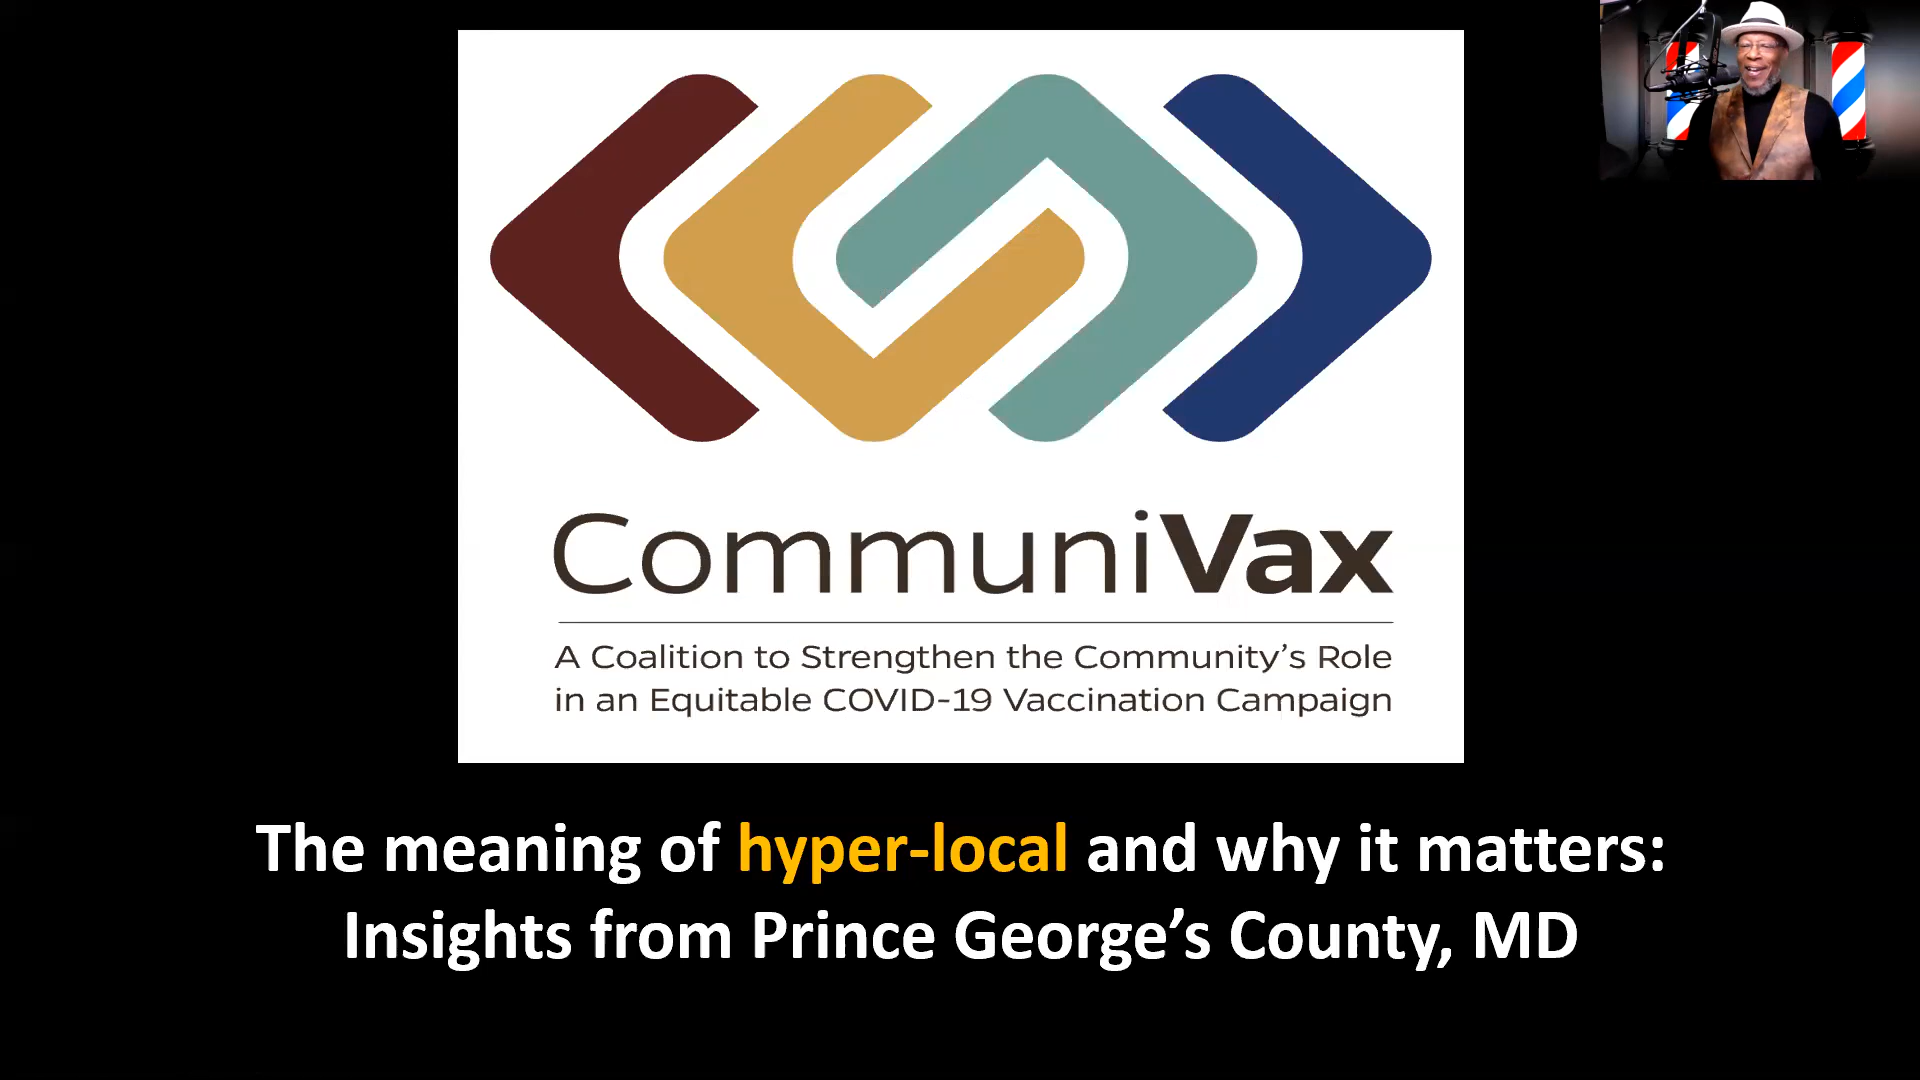 CommuniVax
A Coalition to Strengthen the Community's Role
in an Equitable COVID-19 Vaccination Campaign
The meaning of hyper-local and why it matters:
Insights from Prince George's County, MD